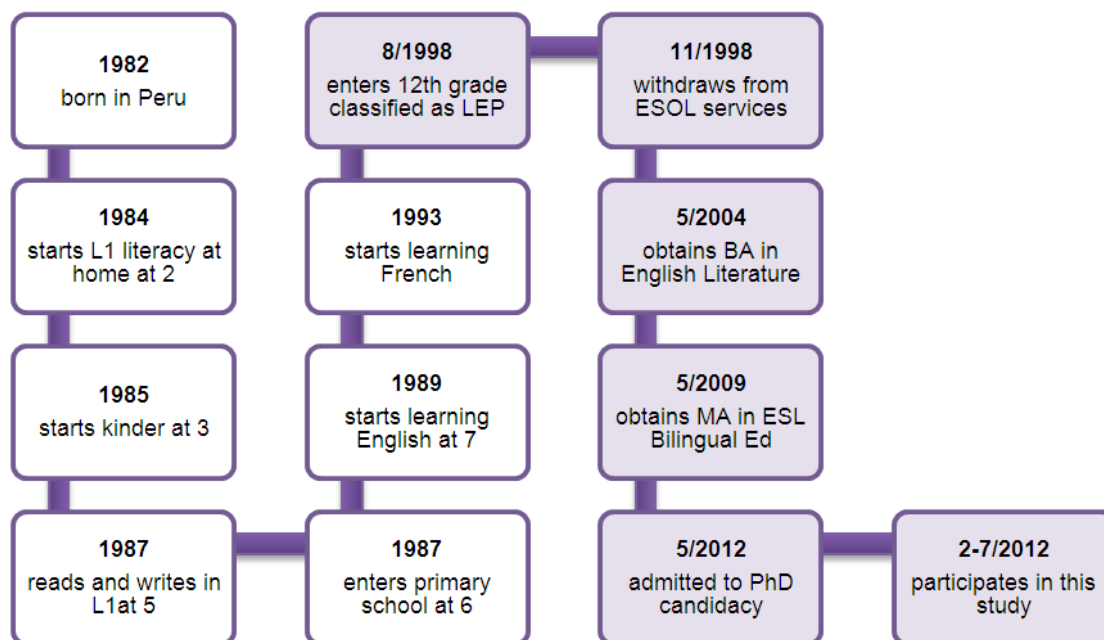 1982
born in Peru
1984
starts L1 literacy at
home at 2
1985
starts kinder at 3
1987
reads and writes in
L1at 5
1987
enters primary
school at 6
1989
starts learning
English at 7
1993
starts learning
French
8/1998
enters 12th grade
classified as LEP
11/1998
withdraws from
ESOL services
5/2004
obtains BA in
English Literature
5/2009
obtains MA in ESL
Bilingual Ed
5/2012
admitted to PhD
candidacy
2-7/2012
participates in this
study